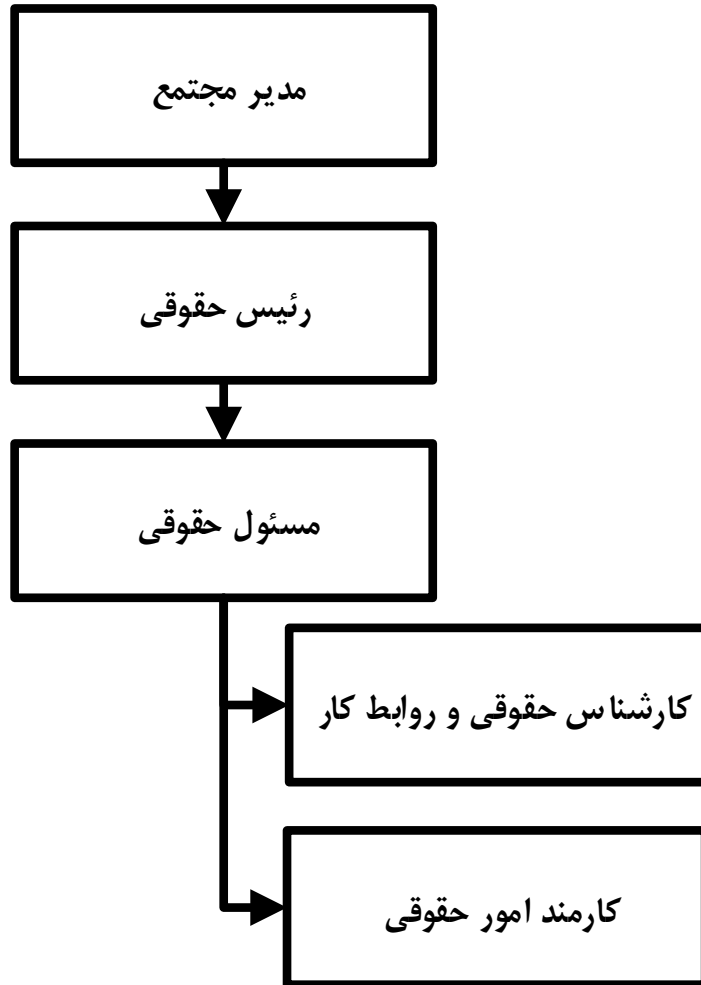 مدیر مجتمع
رئیس حقوقی
مسئول حقوقی
کارشناس حقوقی و روابط کار
کارمند امور حقوقی